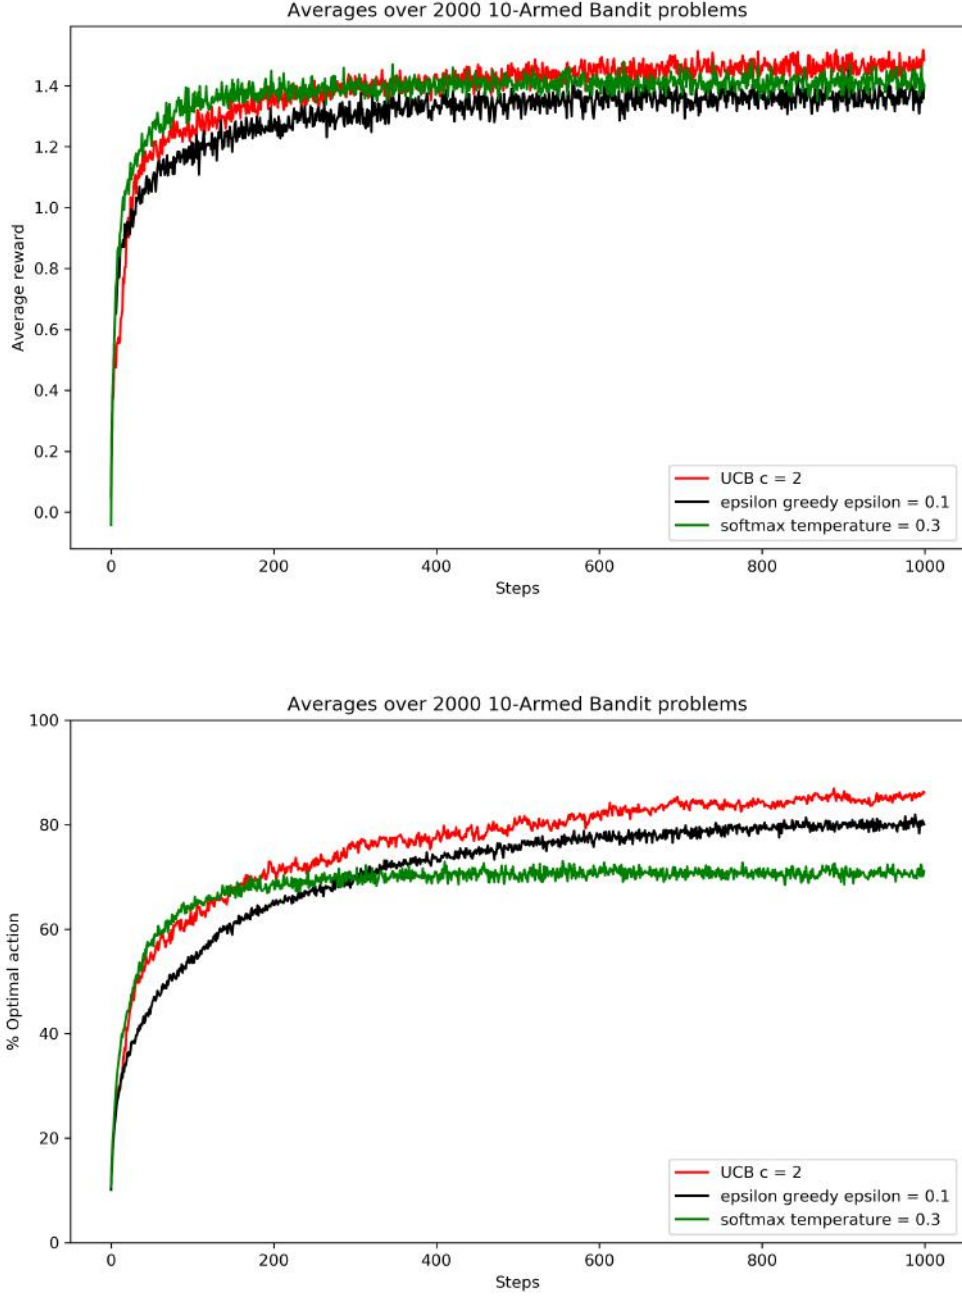 Averages over 2000 10-Armed Bandit problems
1.4
1.2
1.0
0.8
0.6
0.4
0.2
0.0
Average reward
UCB c = 2
epsilon greedy epsilon = 0.1
softmax temperature = 0.3
0 200 400 600 800 1000
Steps
Averages over 2000 10-Armed Bandit problems
100
80
60
40
20
0
% Optimal action
UCB c = 2
epsilon greedy epsilon = 0.1
softmax temperature = 0.3
0 200 400 600 800 1000
Steps